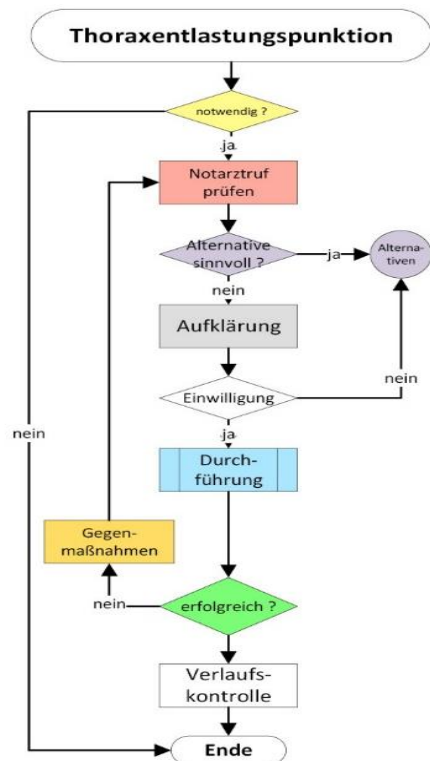 Thoraxentlastungspunktion
notwendig ?
ja
Notarztruf
prüfen
Alternative
sinnvoll ?
ja
Alterna-
tiven
nein
Aufklärung
Einwilligung
nein
ja
nein
Durch-
führung
Gegen-
maßnahmen
nein
erfolgreich ?
Verlaufs-
kontrolle
Ende